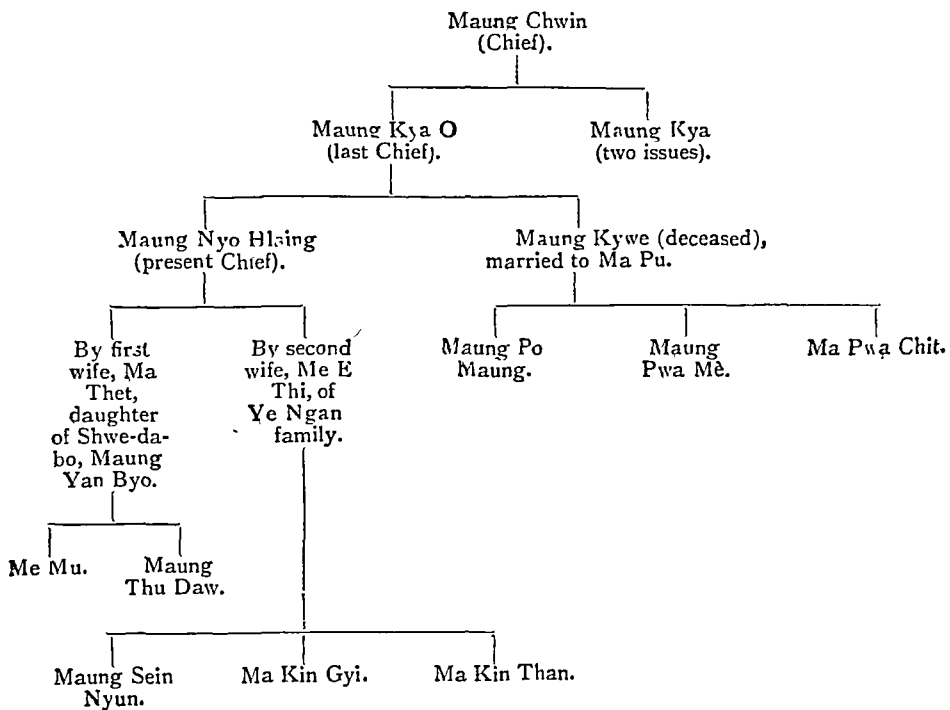 Maung Chwin
(Chief).
Maung Kya O
(last Chief).
Maung Kya
(two issues).
Maung Nyo Hlaing
(present Chief).
Maung Kywe (deceased),
married to Ma Pu.
By first
wife, Ma
Thet,
daughter
of Shwe-da-
bo, Maung
Yan Byo.
By second
wife, Me E
Thi, of
Ye Ngan
family.
Maung Po
Maung.
Maung
Pwa Mè.
Ma Pwa Chit.
Me Mu.
Maung
Thu Daw.
Maung Sein
Nyun.
Ma Kin Gyi.
Ma Kin Than.